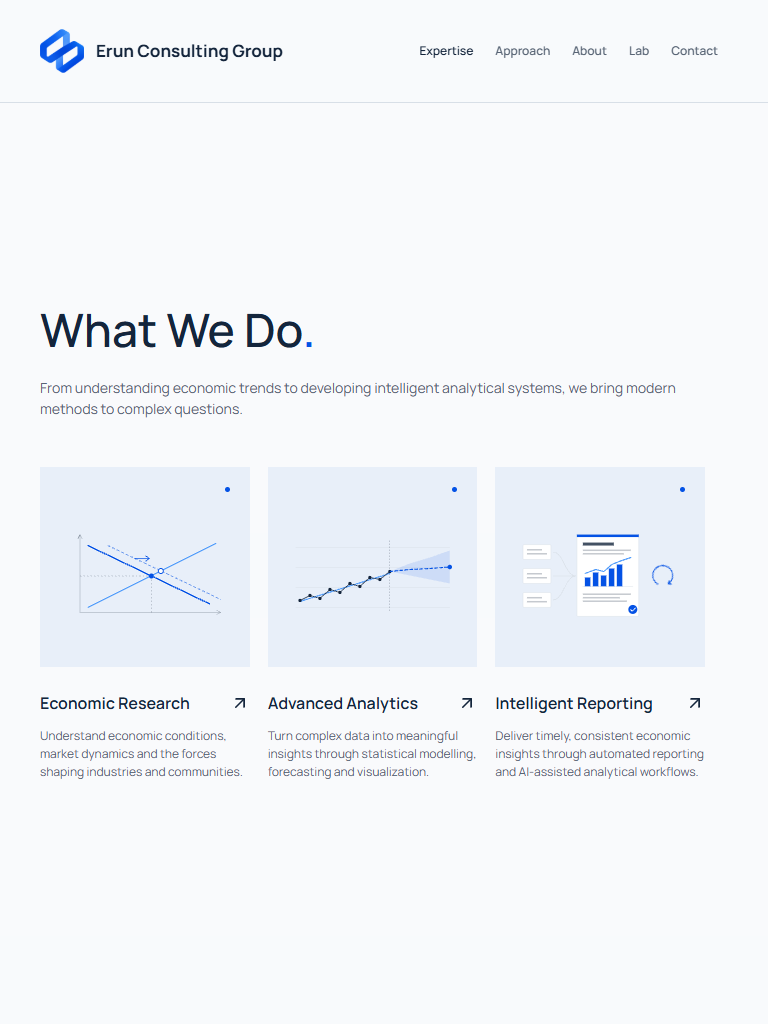 Erun Consulting Group
Expertise
Approach
About
Lab
Contact
What We Do.
From understanding economic trends to developing intelligent analytical systems, we bring modern
methods to complex questions.
Economic Research
Understand economic conditions,
market dynamics and the forces
shaping industries and communities.
Advanced Analytics
Turn complex data into meaningful
insights through statistical modelling,
forecasting and visualization.
Intelligent Reporting
Deliver timely, consistent economic
insights through automated reporting
and AI-assisted analytical workflows.